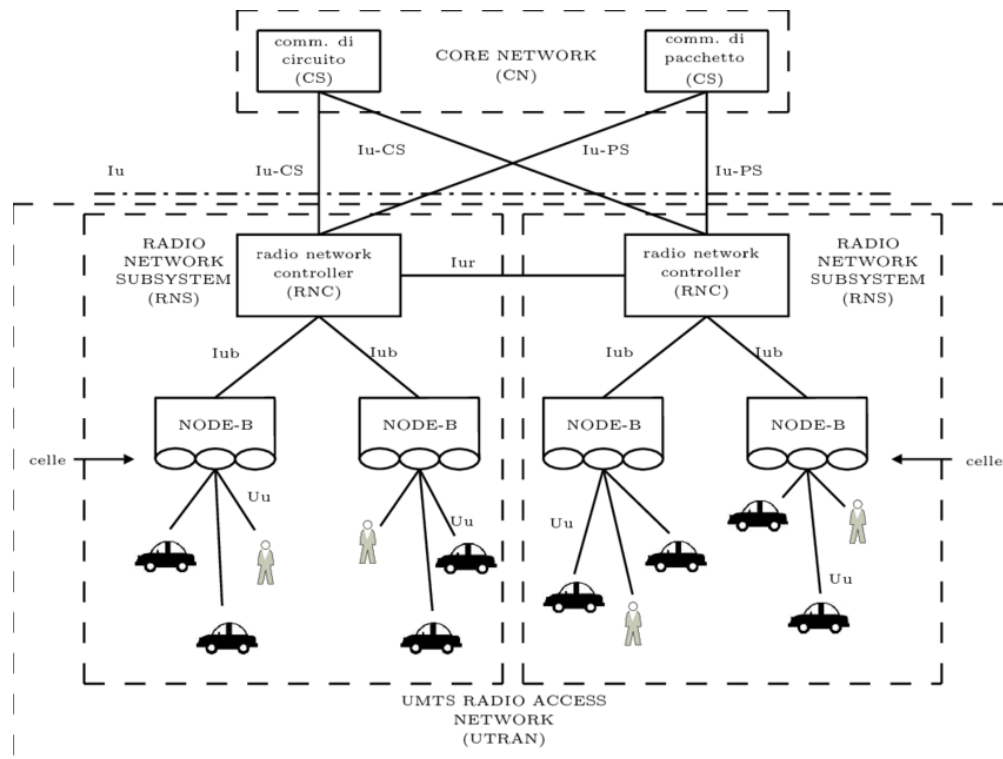 comm. di
circuito
(CS)
CORE NETWORK
(CN)
comm. di
pacchetto
(CS)
Iu
Iu-CS
Iu-CS
Iu-PS
Iu-PS
RADIO
NETWORK
SUBSYSTEM
(RNS)
radio network
controller
(RNC)
Iur
radio network
controller
(RNC)
RADIO
NETWORK
SUBSYSTEM
(RNS)
Iub
Iub
Iub
Iub
NODE-B
NODE-B
NODE-B
NODE-B
celle
celle
Uu
Uu
Uu
Uu
UMTS RADIO ACCESS
NETWORK
(UTRAN)